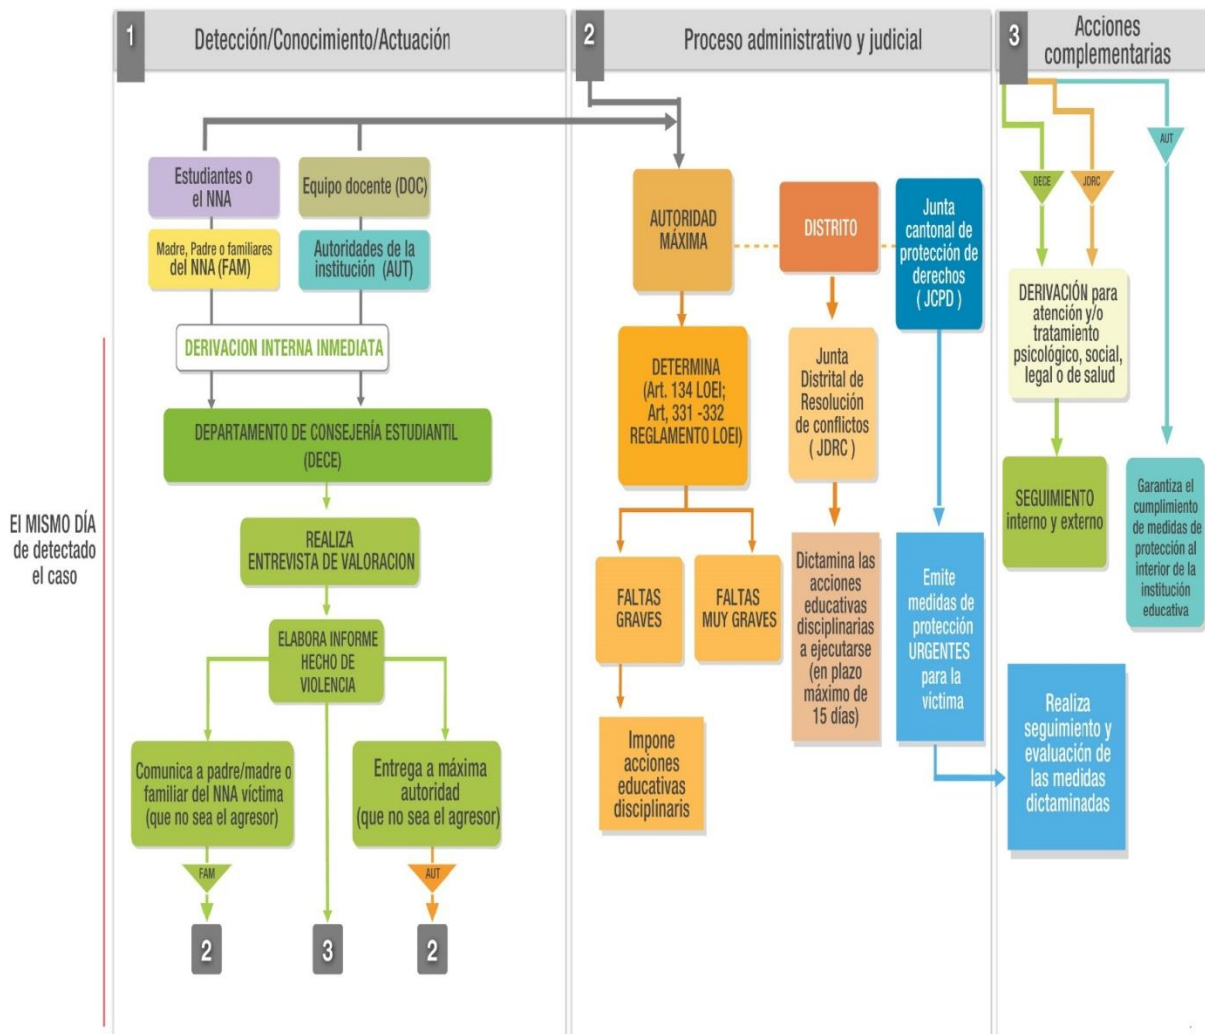 1
Detección/Conocimiento/Actuación
Estudiantes o
el NNA
Equipo docente (DOC)
Madre, Padre o familiares
del NNA (FAM)
Autoridades de la
institución (AUT)
DERIVACION INTERNA INMEDIATA
DEPARTAMENTO DE CONSEJERÍA ESTUDIANTIL
(DECE)
El MISMO DÍA
de detectado
el caso
REALIZA
ENTREVISTA DE VALORACION
ELABORA INFORME
HECHO DE
VIOLENCIA
Comunica a padre/madre o
familiar del NNA víctima
(que no sea el agresor)
Entrega a máxima
autoridad
(que no sea el agresor)
FAM
AUT
2
3
2
2
Proceso administrativo y judicial
AUTORIDAD
MÁXIMA
DISTRITO
Junta
cantonal de
protección de
derechos
( JCPD )
DETERMINA
(Art. 134 LOEI;
Art, 331 -332
REGLAMENTO LOEI)
Junta
Distrital de
Resolución
de conflictos
( JDRC )
FALTAS
GRAVES
FALTAS
MUY GRAVES
Dictamina las
acciones
educativas
disciplinarias
a ejecutarse
(en plazo
máximo de
15 días)
Emite
medidas de
protección
URGENTES
para la
víctima
Impone
acciones
educativas
disciplinaris
3
Acciones
complementarias
DECE
JDRC
AUT
DERIVACIÓN para
atención y/o
tratamiento
psicológico, social,
legal o de salud
SEGUIMIENTO
interno y externo
Garantiza el
cumplimiento
de medidas de
protección al
interior de la
institución
educativa
Realiza
seguimiento y
evaluación de
las medidas
dictaminadas